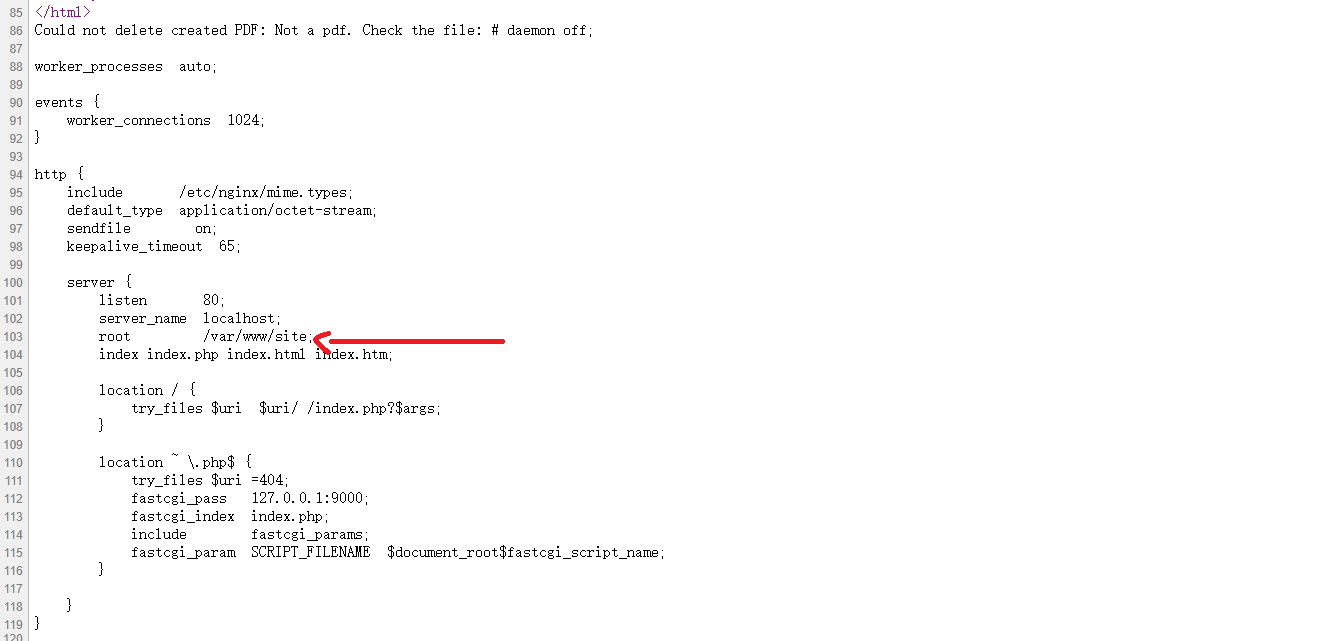 85 </html>
86 Could not delete created PDF: Not a pdf. Check the file: # daemon off;
87
88 worker_processes  auto;
89
90 events {
91     worker_connections  1024;
92 }
93
94 http {
95     include       /etc/nginx/mime.types;
96     default_type  application/octet-stream;
97     sendfile        on;
98     keepalive_timeout  65;
99
100     server {
101         listen       80;
102         server_name  localhost;
103         root         /var/www/site;
104         index index.php index.html index.htm;
105
106         location / {
107             try_files $uri  $uri/ /index.php?$args;
108         }
109
110         location ~ \.php$ {
111             try_files $uri =404;
112             fastcgi_pass   127.0.0.1:9000;
113             fastcgi_index  index.php;
114             include        fastcgi_params;
115             fastcgi_param  SCRIPT_FILENAME  $document_root$fastcgi_script_name;
116         }
117
118     }
119 }
120